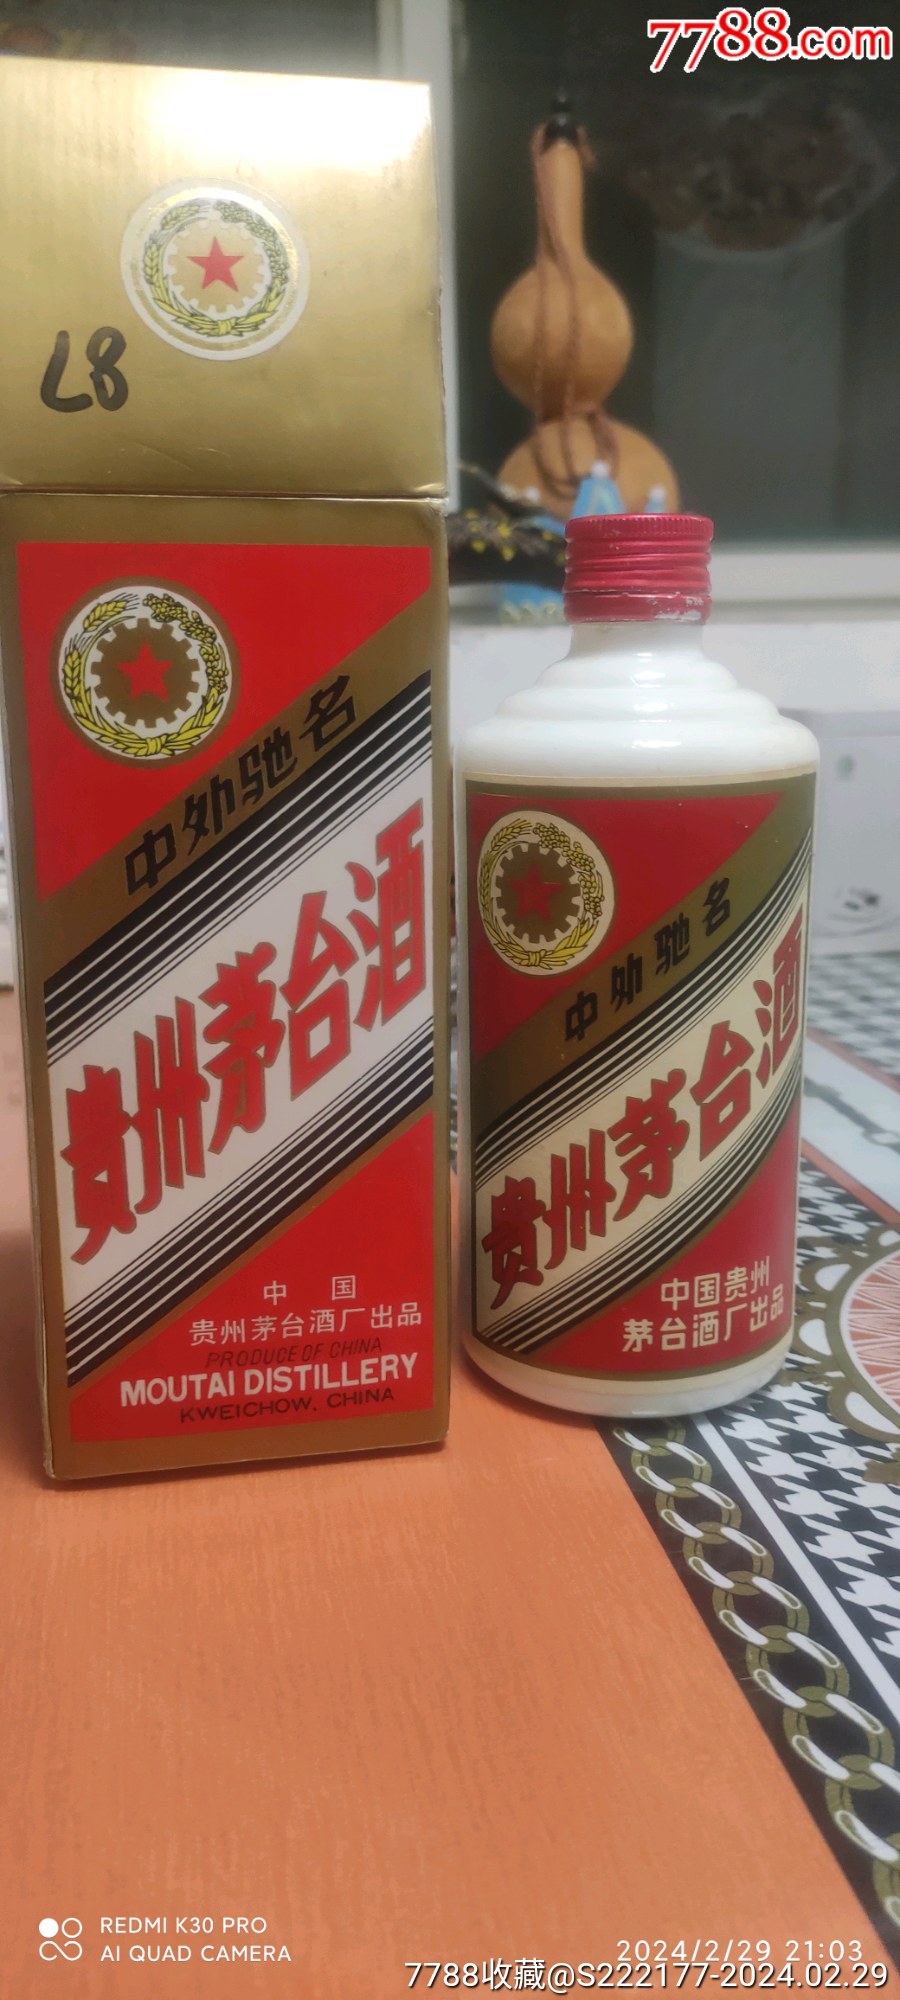 7788.com
L8
中外驰名
贵州茅台酒
中国
贵州茅台酒厂出品
PRODUCE OF CHINA
MOUTAI DISTILLERY
KWEICHOW. CHINA
中外驰名
贵州茅台酒
中国贵州
茅台酒厂出品
REDMI K30 PRO
AI QUAD CAMERA
2024/2/29 21:03
7788收藏@S222177-2024.02.29